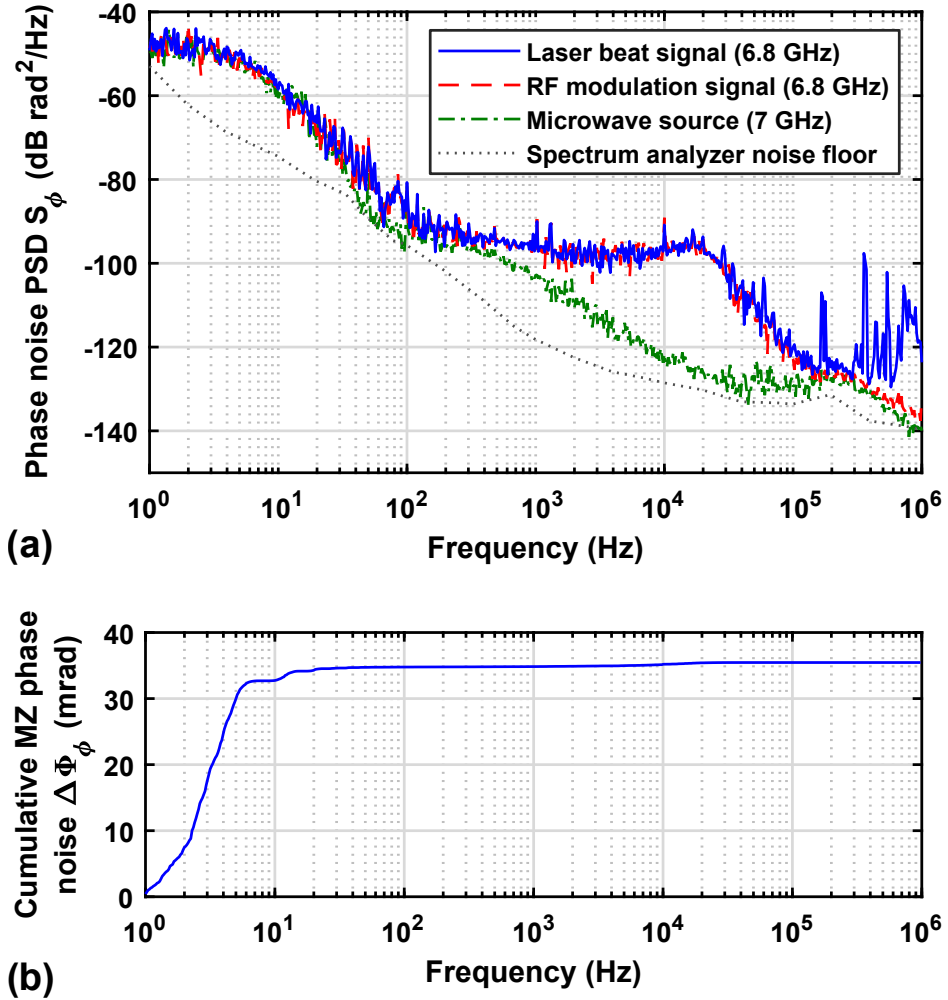 -40
-60
-80
-100
-120
-140
Phase noise PSD S_ϕ (dB rad^2/Hz)
Laser beat signal (6.8 GHz)
RF modulation signal (6.8 GHz)
Microwave source (7 GHz)
Spectrum analyzer noise floor
10^0 10^1 10^2 10^3 10^4 10^5 10^6
Frequency (Hz)
(a)
40
30
20
10
0
Cumulative MZ phase
noise ΔΦ_ϕ (mrad)
10^0 10^1 10^2 10^3 10^4 10^5 10^6
Frequency (Hz)
(b)